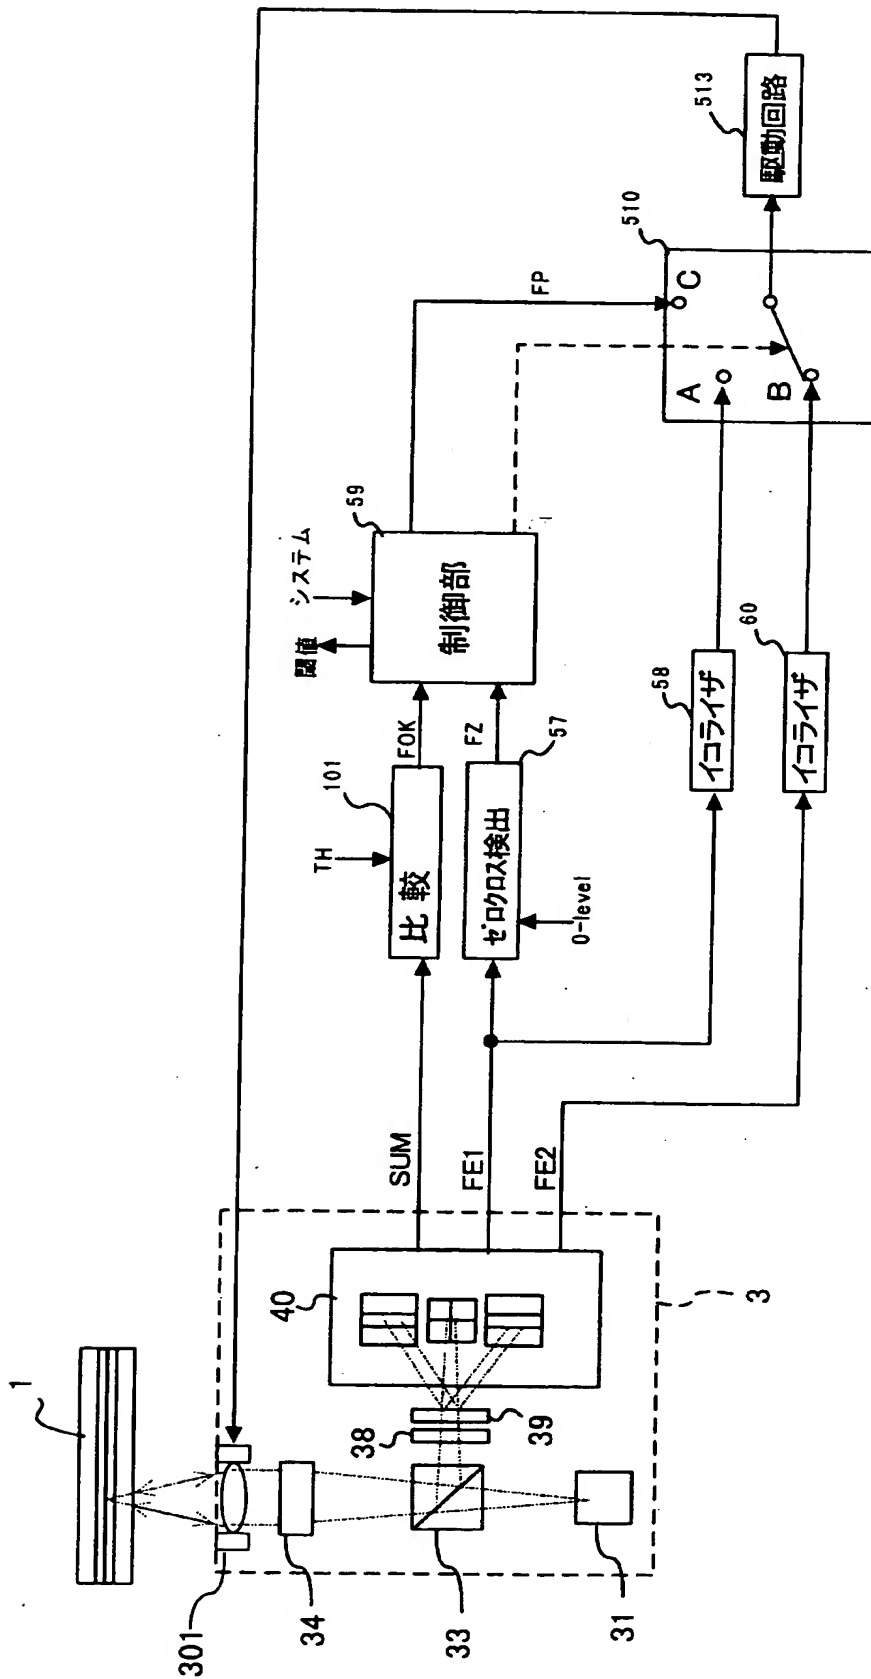 1
301
34
33
31
38
39
40
3
SUM
FE1
FE2
TH
101
比較
FOK
ゼロクロス検出
57
FZ
0-level
閾値
システム
59
制御部
FP
58
イコライザ
60
イコライザ
510
A
B
C
513
駆動回路